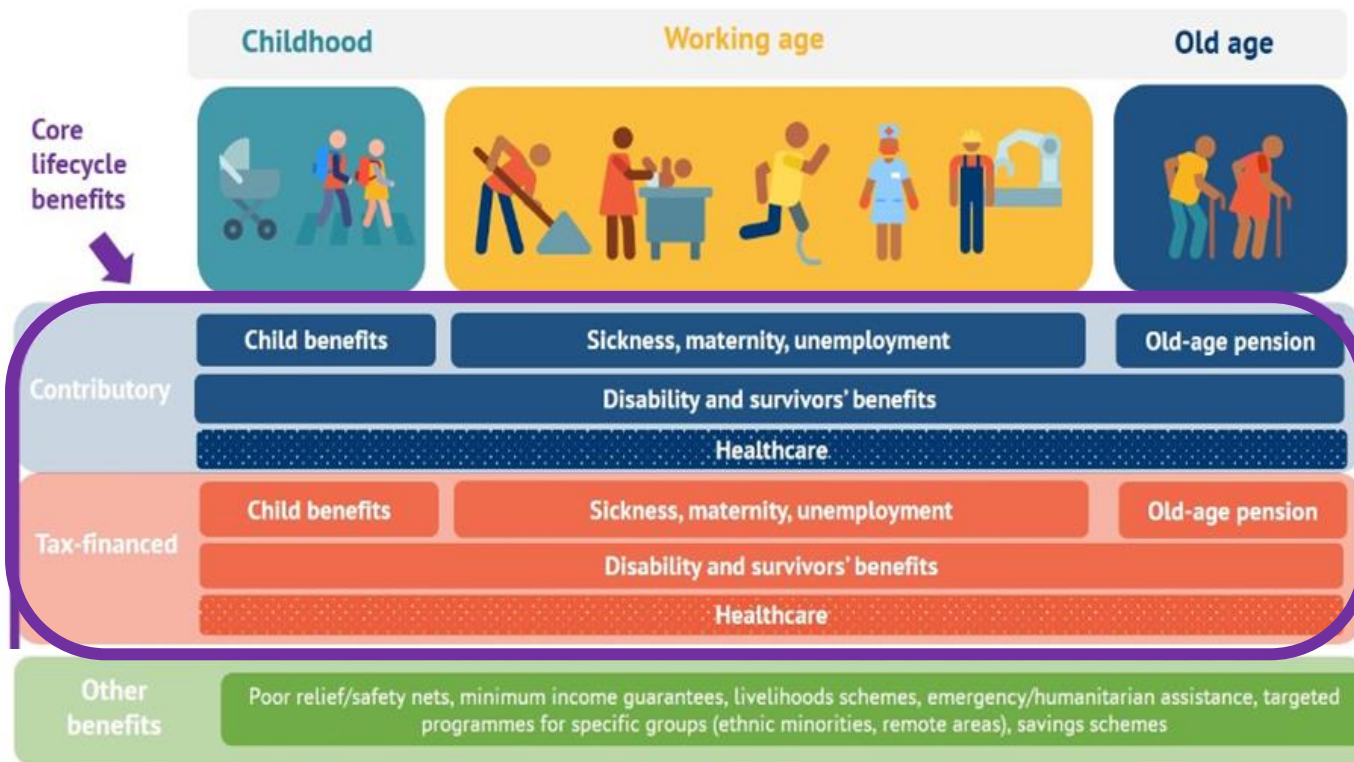 Childhood
Working age
Old age
Core
lifecycle
benefits
Contributory
Child benefits
Sickness, maternity, unemployment
Old-age pension
Disability and survivors’ benefits
Healthcare
Tax-financed
Child benefits
Sickness, maternity, unemployment
Old-age pension
Disability and survivors’ benefits
Healthcare
Other
benefits
Poor relief/safety nets, minimum income guarantees, livelihoods schemes, emergency/humanitarian assistance, targeted
programmes for specific groups (ethnic minorities, remote areas), savings schemes